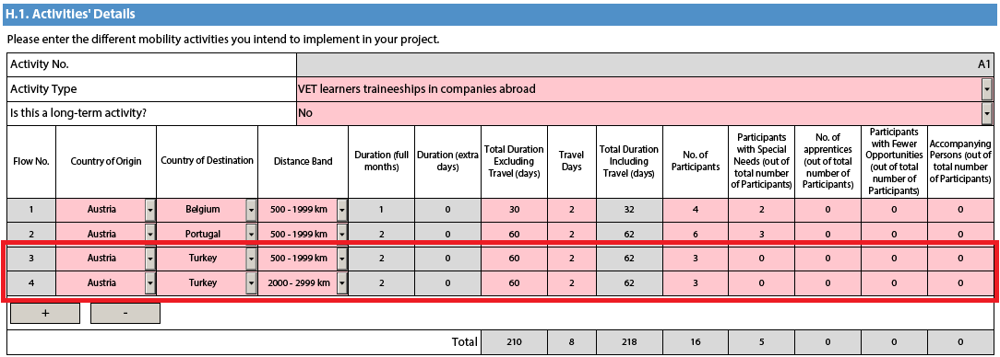 H.1. Activities' Details
Please enter the different mobility activities you intend to implement in your project.
Activity No. A1
Activity Type VET learners traineeships in companies abroad
Is this a long-term activity? No
Flow No. Country of Origin Country of Destination Distance Band Duration (full months) Duration (extra days) Total Duration Excluding Travel (days) Travel Days Total Duration Including Travel (days) No. of Participants Participants with Special Needs (out of total number of Participants) No. of apprentices (out of total number of Participants) Participants with Fewer Opportunities (out of total number of Participants) Accompanying Persons (out of total number of Participants)
1 Austria Belgium 500 - 1999 km 1 0 30 2 32 4 2 0 0 0
2 Austria Portugal 500 - 1999 km 2 0 60 2 62 6 3 0 0 0
3 Austria Turkey 500 - 1999 km 2 0 60 2 62 3 0 0 0 0
4 Austria Turkey 2000 - 2999 km 2 0 60 2 62 3 0 0 0 0
+ -
Total 210 8 218 16 5 0 0 0